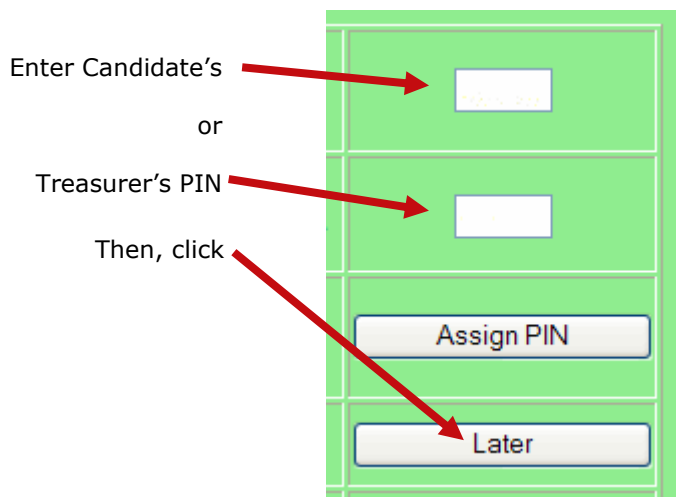 Enter Candidate’s
or
Treasurer’s PIN
Then, click
Assign PIN
Later